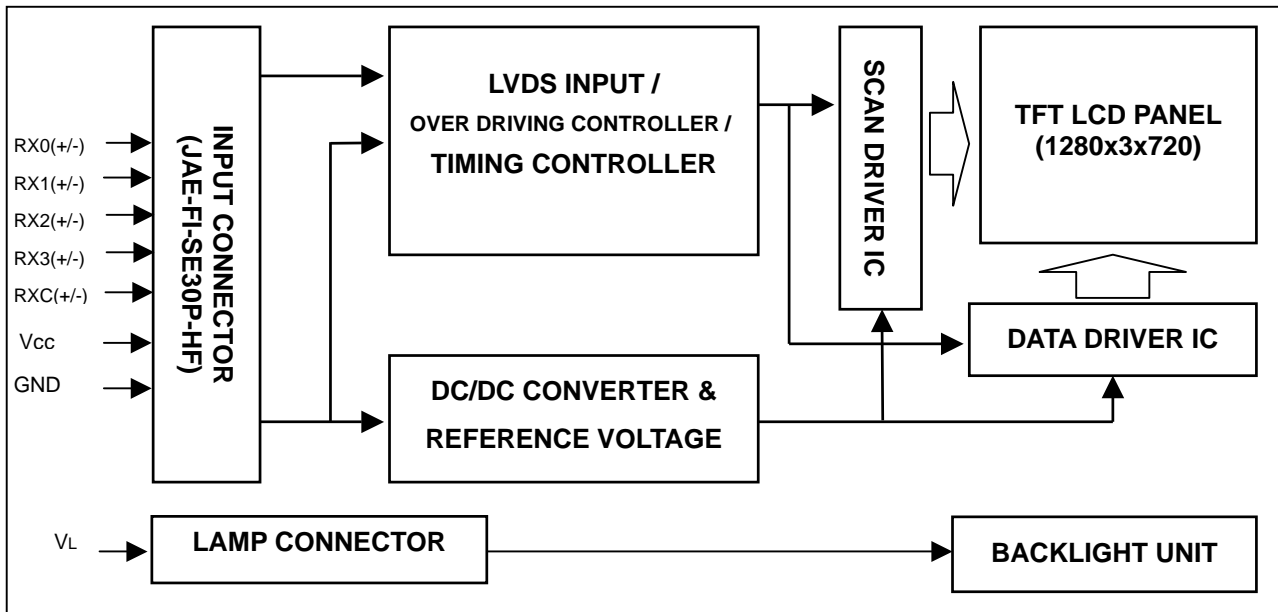 RX0(+/-)
RX1(+/-)
RX2(+/-)
RX3(+/-)
RXC(+/-)
Vcc
GND
INPUT CONNECTOR
(JAE-FI-SE30P-HF)
LVDS INPUT /
OVER DRIVING CONTROLLER /
TIMING CONTROLLER
DC/DC CONVERTER &
REFERENCE VOLTAGE
SCAN DRIVER IC
TFT LCD PANEL
(1280x3x720)
DATA DRIVER IC
VL
LAMP CONNECTOR
BACKLIGHT UNIT